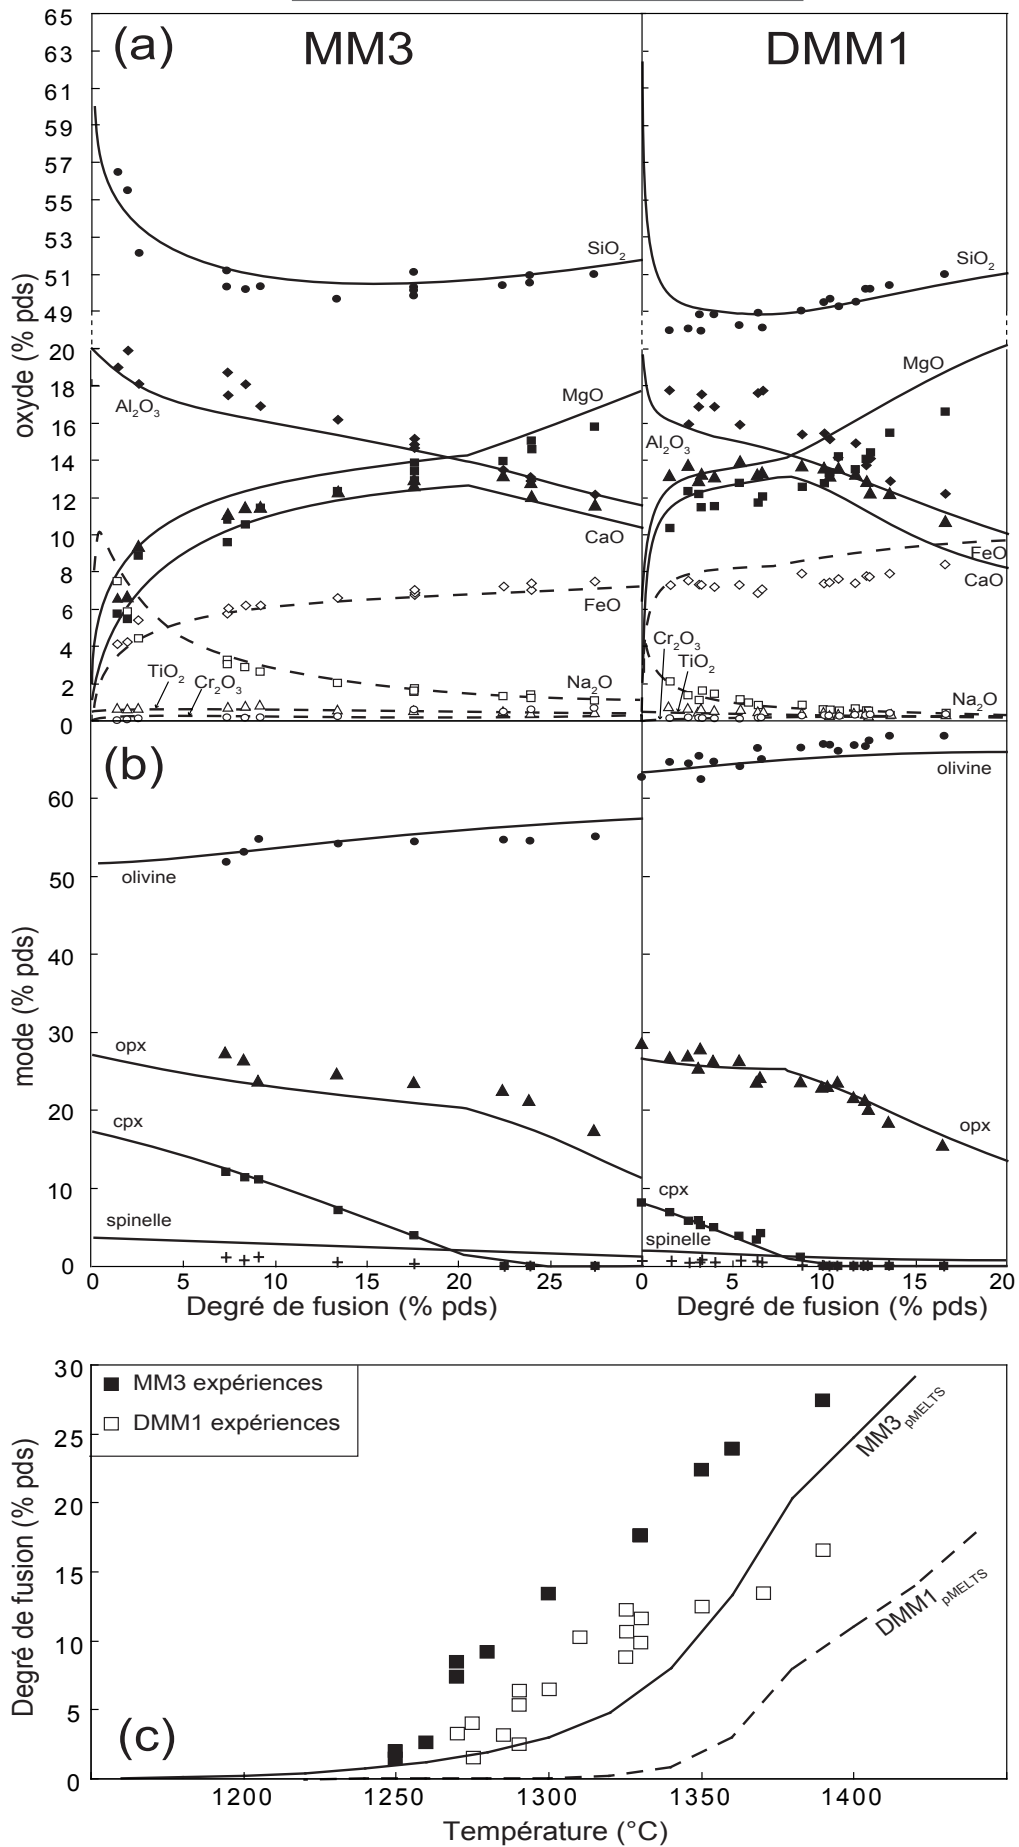 (a) MM3 DMM1
65
63
61
59
57
55
53
51
49
20
18
16
14
12
10
8
6
4
2
0
oxyde (% pds)
SiO2
Al2O3
MgO
CaO
FeO
Na2O
TiO2
Cr2O3
SiO2
MgO
Al2O3
FeO
CaO
Cr2O3
TiO2
Na2O
(b)
60
50
40
30
20
10
0
mode (% pds)
olivine
opx
cpx
spinelle
olivine
opx
cpx
spinelle
0 5 10 15 20 25 0 5 10 15 20
Degré de fusion (% pds) Degré de fusion (% pds)
30
25
20
15
10
5
0
Degré de fusion (% pds)
MM3 expériences
DMM1 expériences
MM3 pMELTS
DMM1 pMELTS
(c)
1200 1250 1300 1350 1400
Température (°C)